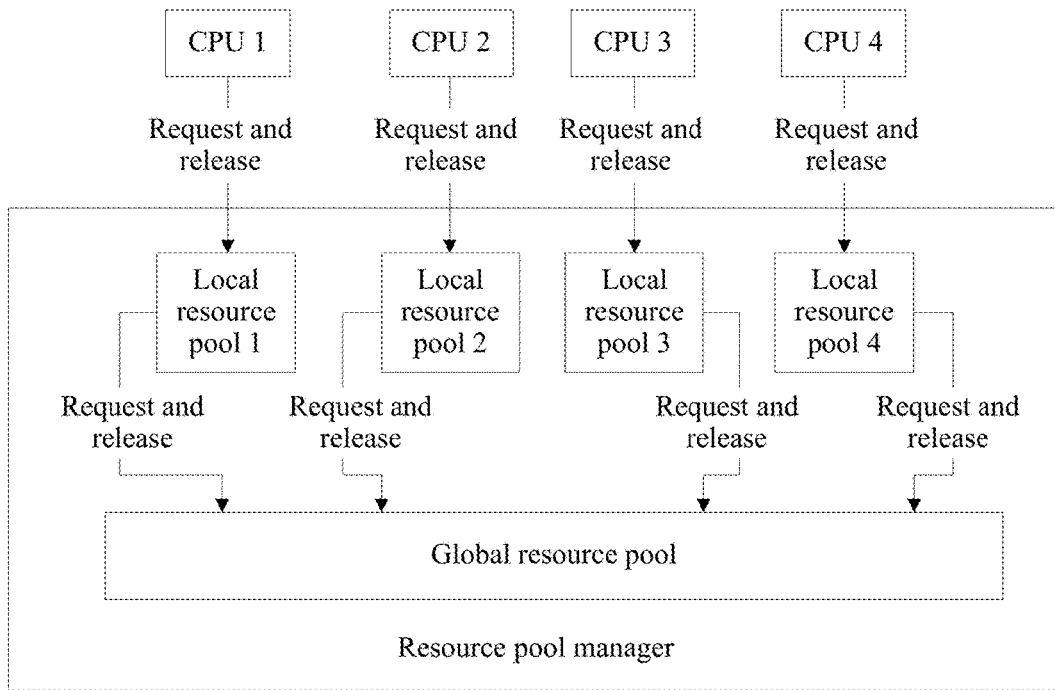 CPU 1
CPU 2
CPU 3
CPU 4
Request and
release
Request and
release
Request and
release
Request and
release
Local
resource
pool 1
Local
resource
pool 2
Local
resource
pool 3
Local
resource
pool 4
Request and
release
Request and
release
Request and
release
Request and
release
Global resource pool
Resource pool manager